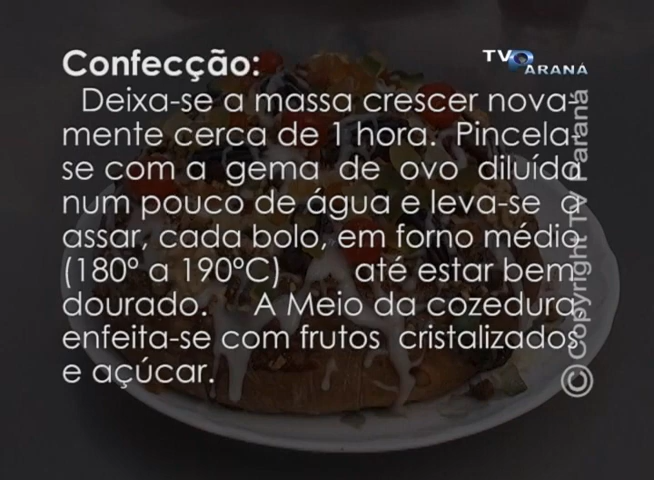 Confecção:
TV PARANÁ
Deixa-se a massa crescer nova-
mente cerca de 1 hora. Pincela-
se com a gema de ovo diluída
num pouco de água e leva-se a
assar, cada bolo, em forno médio
(180º a 190ºC) até estar bem
dourado. A Meio da cozedura
enfeita-se com frutos cristalizados
e açúcar.
© Copyright TV Paraná